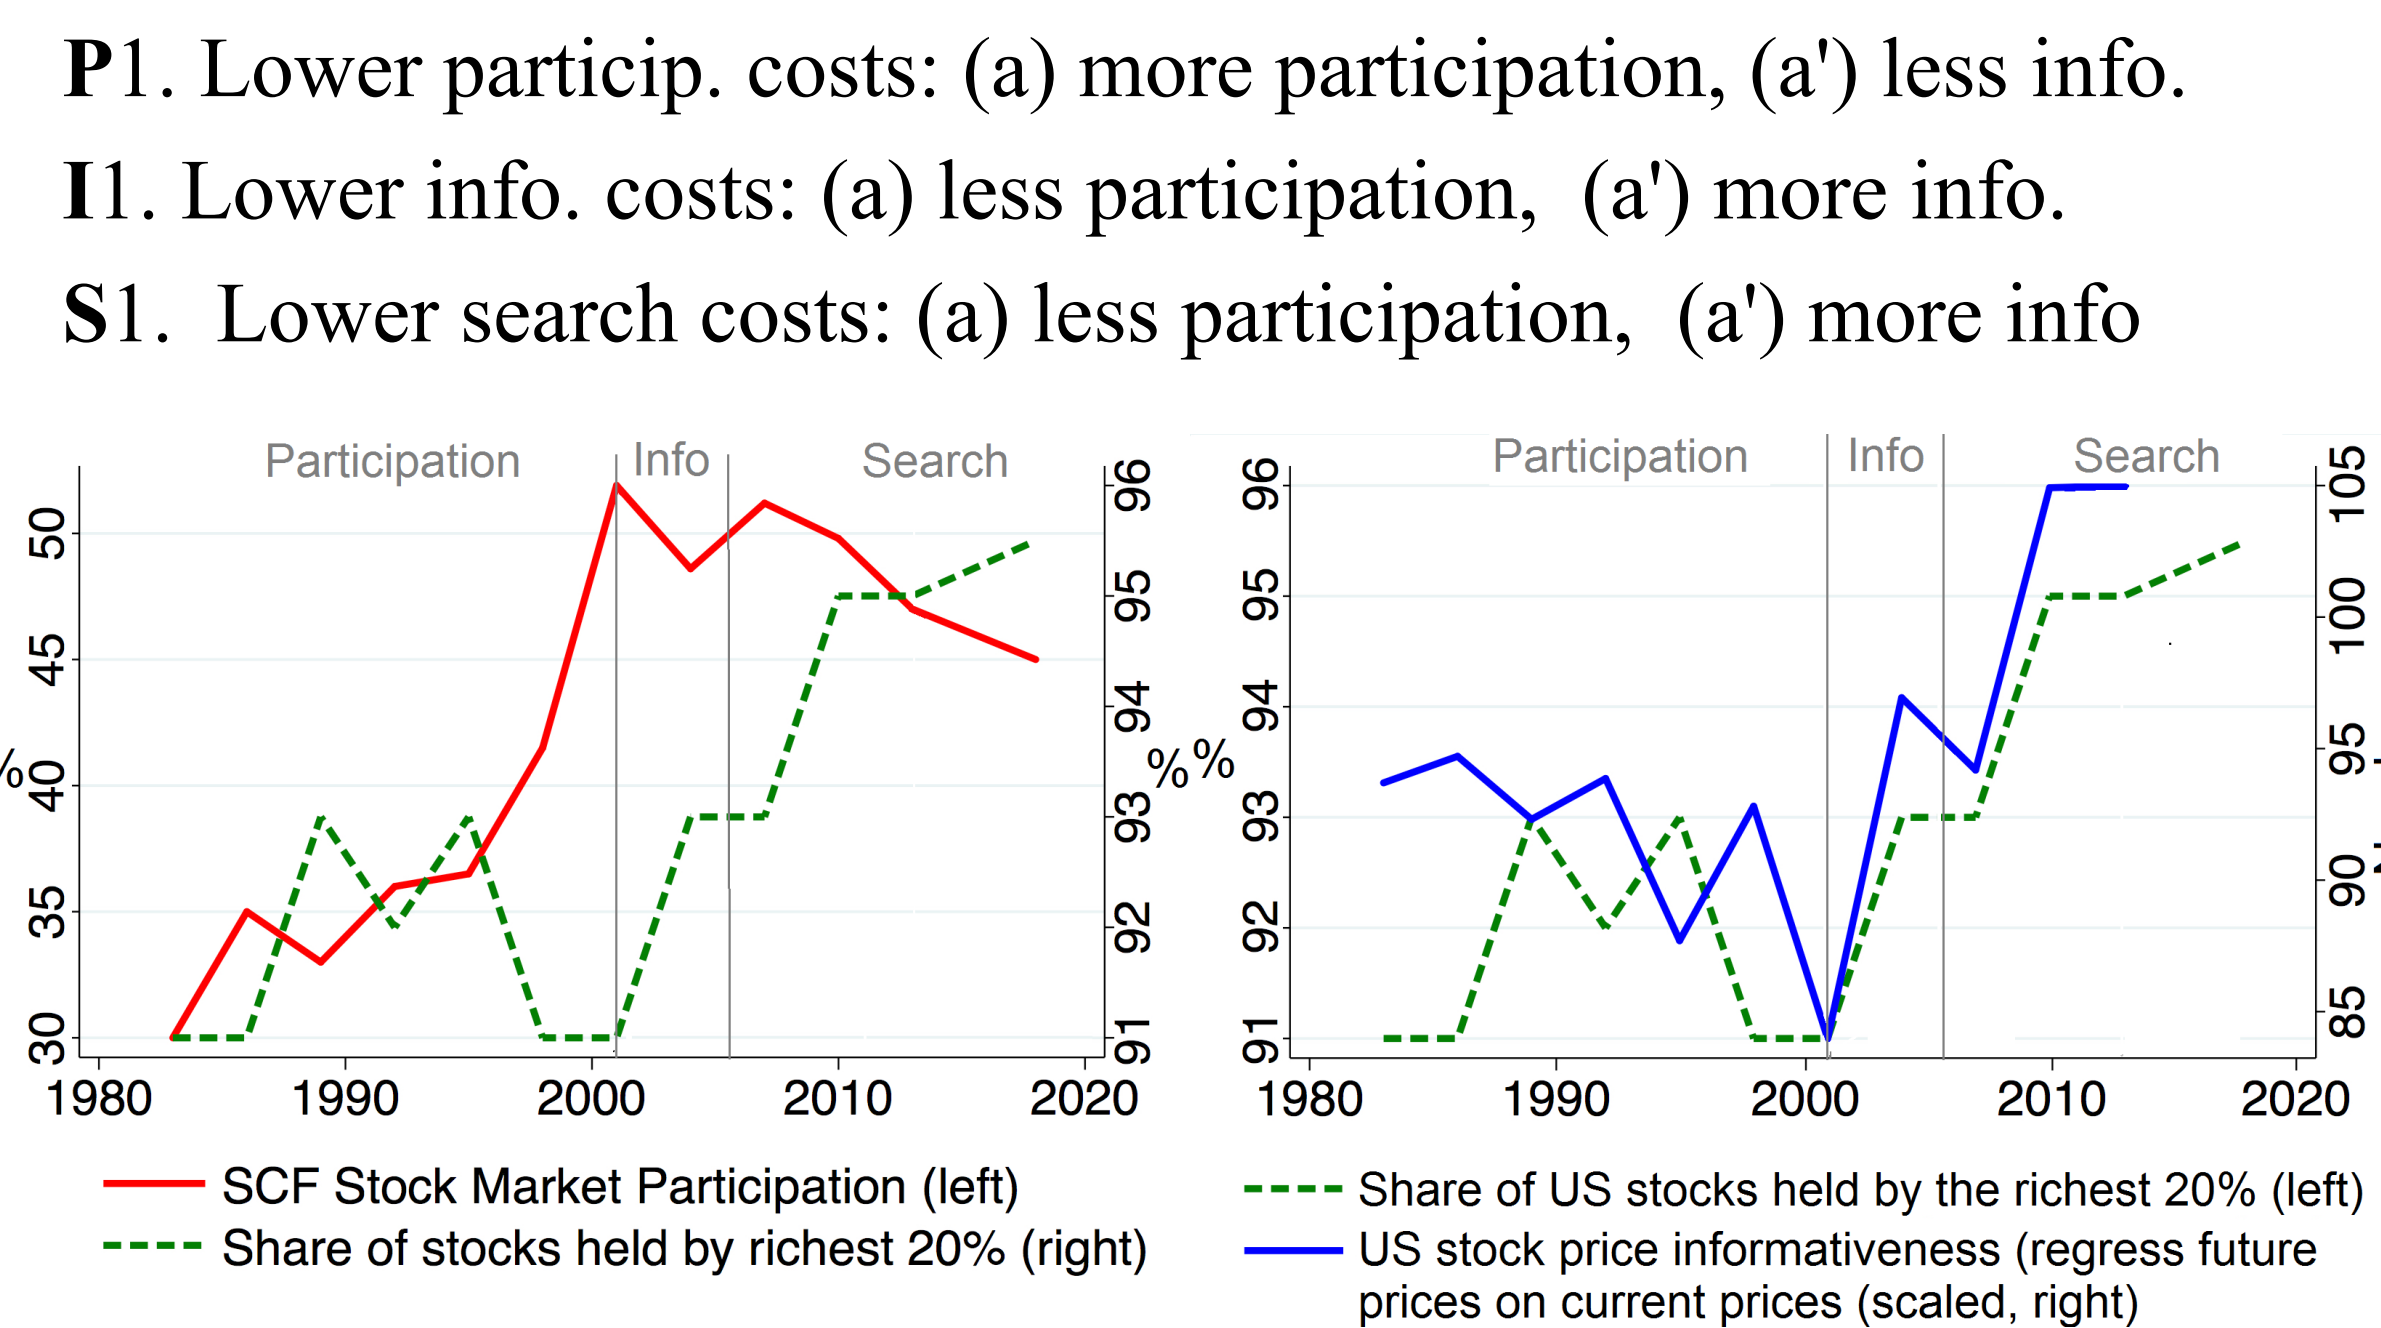 P1. Lower particip. costs: (a) more participation, (a') less info.
I1. Lower info. costs: (a) less participation, (a') more info.
S1. Lower search costs: (a) less participation, (a') more info
Participation Info Search
50
45
40
35
30
%
96
95
94
93
92
91
%
1980 1990 2000 2010 2020
SCF Stock Market Participation (left)
Share of stocks held by richest 20% (right)
Participation Info Search
%
96
95
94
93
92
91
105
100
95
90
85
1980 1990 2000 2010 2020
Share of US stocks held by the richest 20% (left)
US stock price informativeness (regress future
prices on current prices (scaled, right)